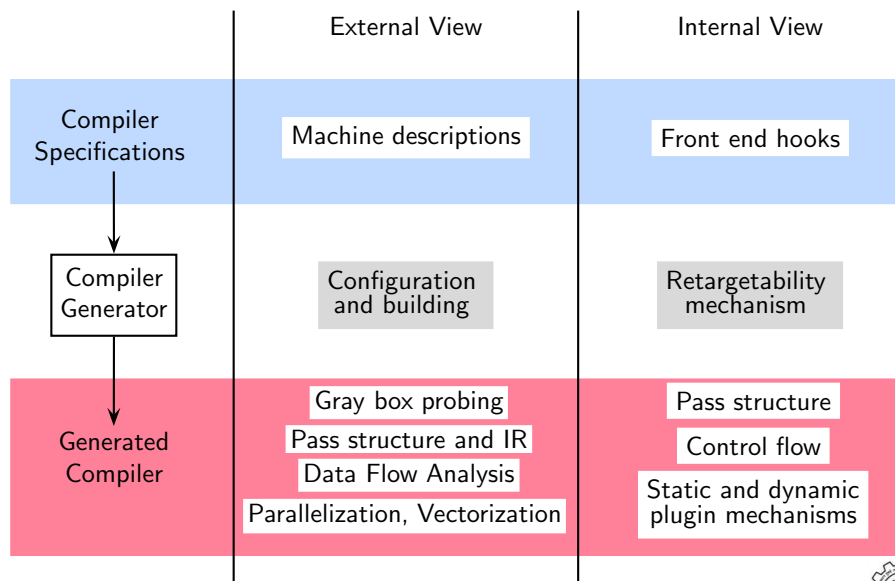 External View
Internal View
Compiler
Specifications
Machine descriptions
Front end hooks
Compiler
Generator
Configuration
and building
Retargetability
mechanism
Generated
Compiler
Gray box probing
Pass structure and IR
Data Flow Analysis
Parallelization, Vectorization
Pass structure
Control flow
Static and dynamic
plugin mechanisms